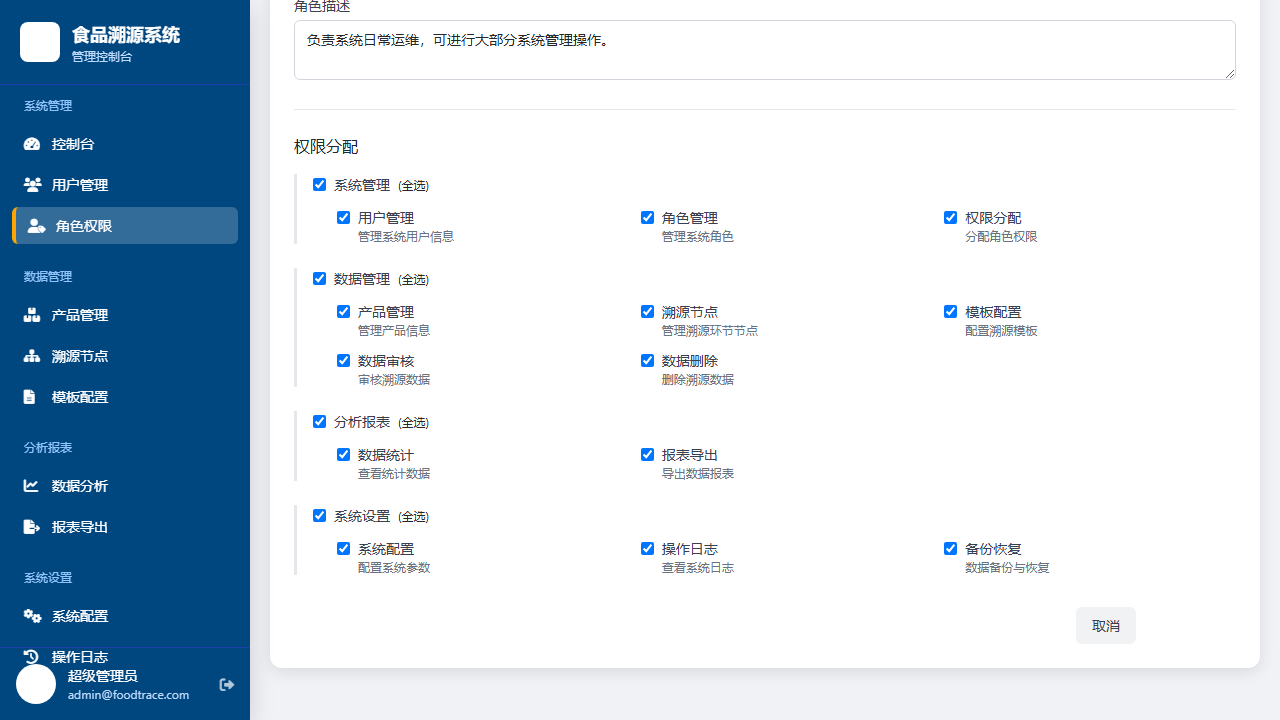 食品溯源系统
管理控制台
系统管理
控制台
用户管理
角色权限
数据管理
产品管理
溯源节点
模板配置
分析报表
数据分析
报表导出
系统设置
系统配置
操作日志
超级管理员
admin@foodtrace.com
角色描述
负责系统日常运维，可进行大部分系统管理操作。
权限分配
系统管理 (全选)
用户管理 角色管理 权限分配
管理系统用户信息 管理系统角色 分配角色权限
数据管理 (全选)
产品管理 溯源节点 模板配置
管理产品信息 管理溯源环节节点 配置溯源模板
数据审核 数据删除
审核溯源数据 删除溯源数据
分析报表 (全选)
数据统计 报表导出
查看统计数据 导出数据报表
系统设置 (全选)
系统配置 操作日志 备份恢复
配置系统参数 查看系统日志 数据备份与恢复
取消